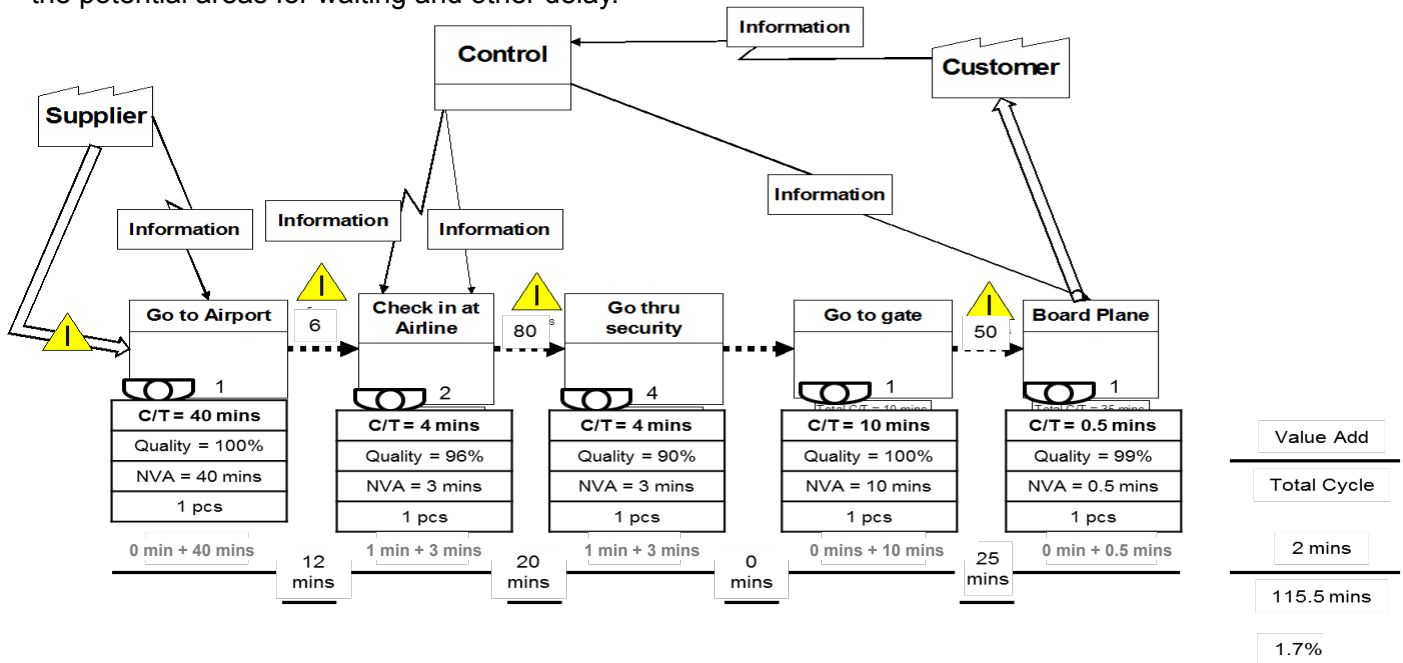 the potential areas for waiting and other delay.
Information
Control
Customer
Supplier
Information
Information
Information
Information
I
I
I
I
Go to Airport
6
Check in at
Airline
80
s
Go thru
security
Go to gate
50
Board Plane
1
2
4
1
1
Total C/T = 10 mins
Total C/T = 35 mins
C/T = 40 mins
Quality = 100%
NVA = 40 mins
1 pcs
C/T = 4 mins
Quality = 96%
NVA = 3 mins
1 pcs
C/T = 4 mins
Quality = 90%
NVA = 3 mins
1 pcs
C/T = 10 mins
Quality = 100%
NVA = 10 mins
1 pcs
C/T = 0.5 mins
Quality = 99%
NVA = 0.5 mins
1 pcs
0 min + 40 mins
12
mins
1 min + 3 mins
20
mins
1 min + 3 mins
0
mins
0 mins + 10 mins
25
mins
0 min + 0.5 mins
Value Add
Total Cycle
2 mins
115.5 mins
1.7%